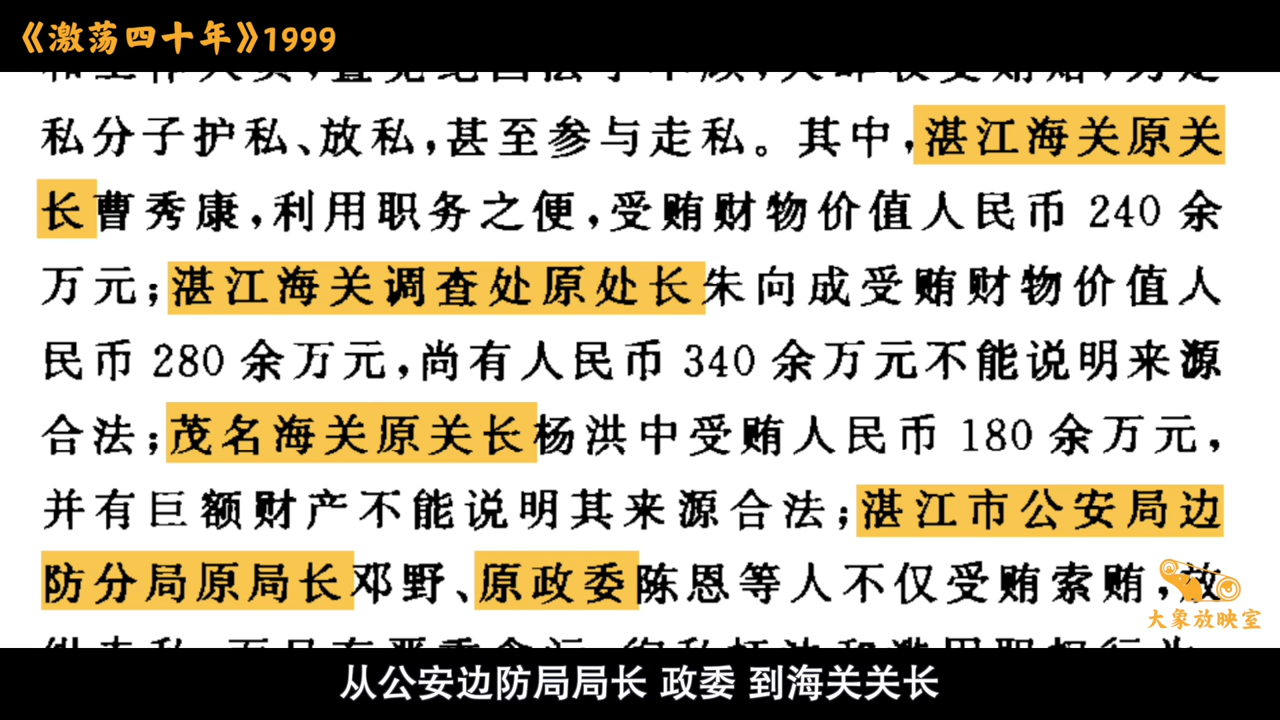 《激荡四十年》1999
私分子护私、放私，甚至参与走私。其中，湛江海关原关
长曹秀康，利用职务之便，受贿财物价值人民币 240 余
万元；湛江海关调查处原处长朱向成受贿财物价值人
民币 280 余万元，尚有人民币 340 余万元不能说明来源
合法；茂名海关原关长杨洪中受贿人民币 180 余万元，
并有巨额财产不能说明其来源合法；湛江市公安局边
防分局原局长邓野、原政委陈恩等人不仅受贿索贿，放
大象放映室
从公安边防局局长 政委 到海关关长